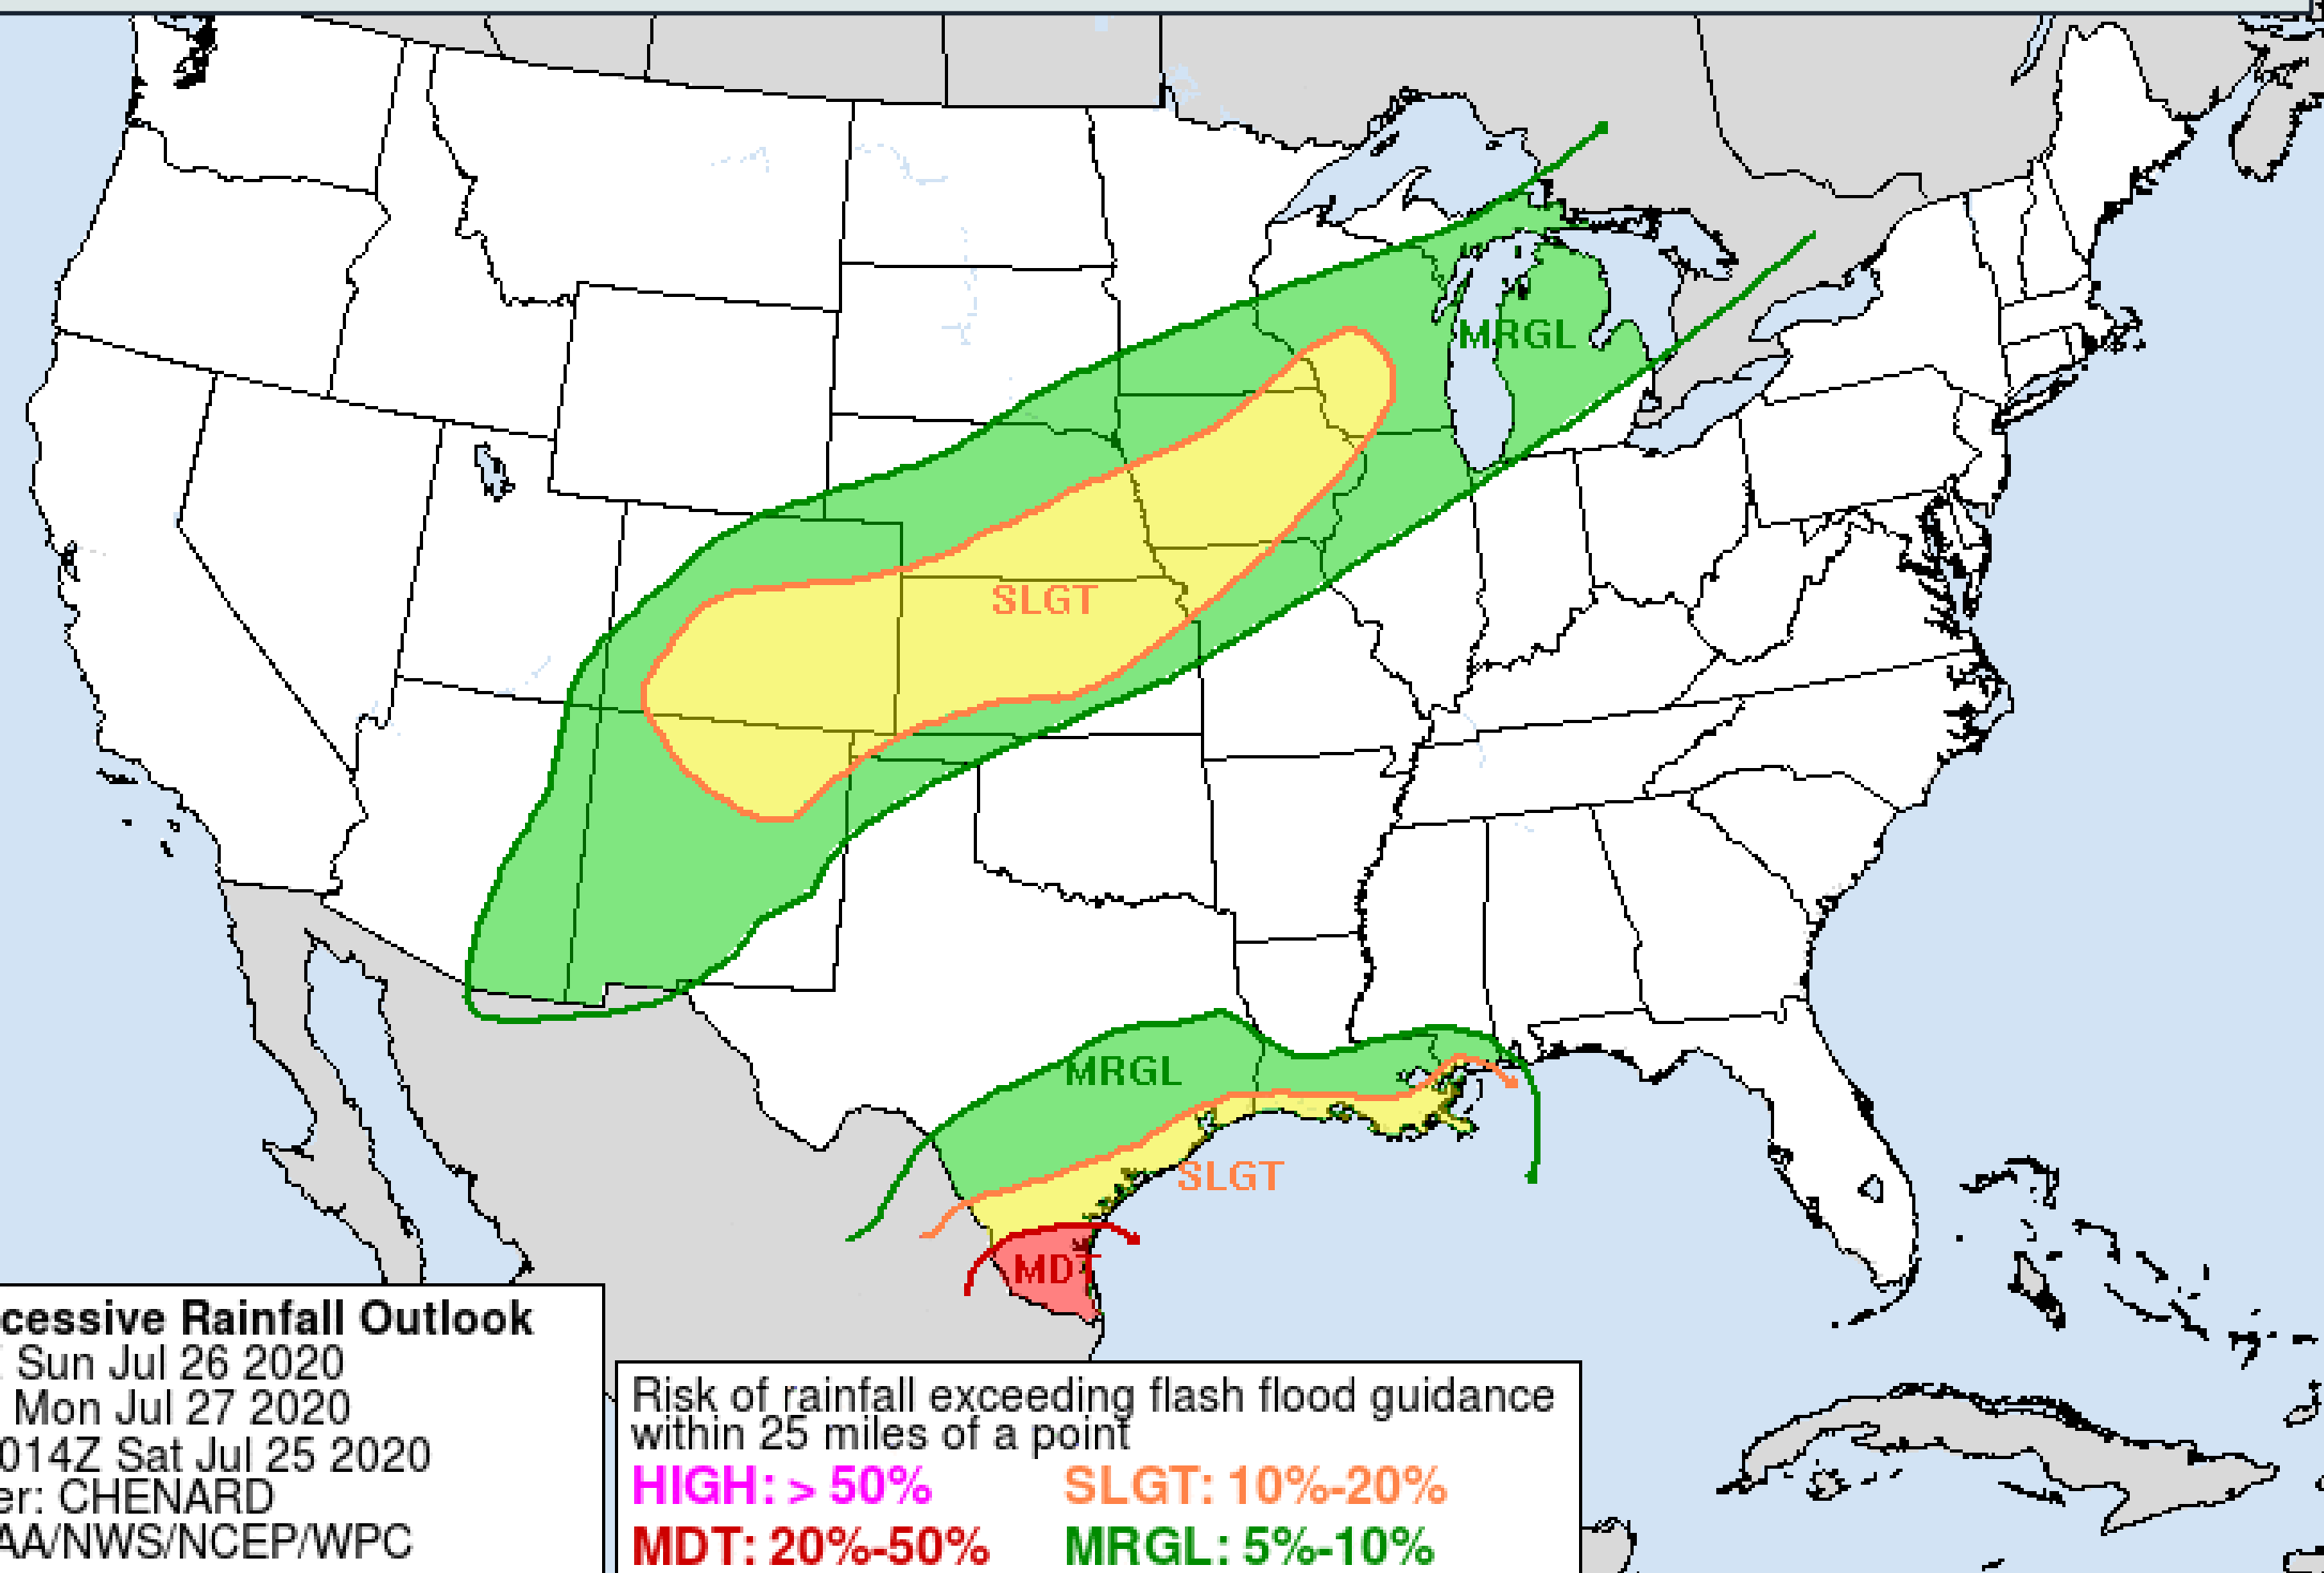 MRGL
SLGT
MRGL
SLGT
MDT
cessive Rainfall Outlook
Sun Jul 26 2020
Mon Jul 27 2020
014Z Sat Jul 25 2020
er: CHENARD
AA/NWS/NCEP/WPC
Risk of rainfall exceeding flash flood guidance
within 25 miles of a point
HIGH: > 50% SLGT: 10%-20%
MDT: 20%-50% MRGL: 5%-10%